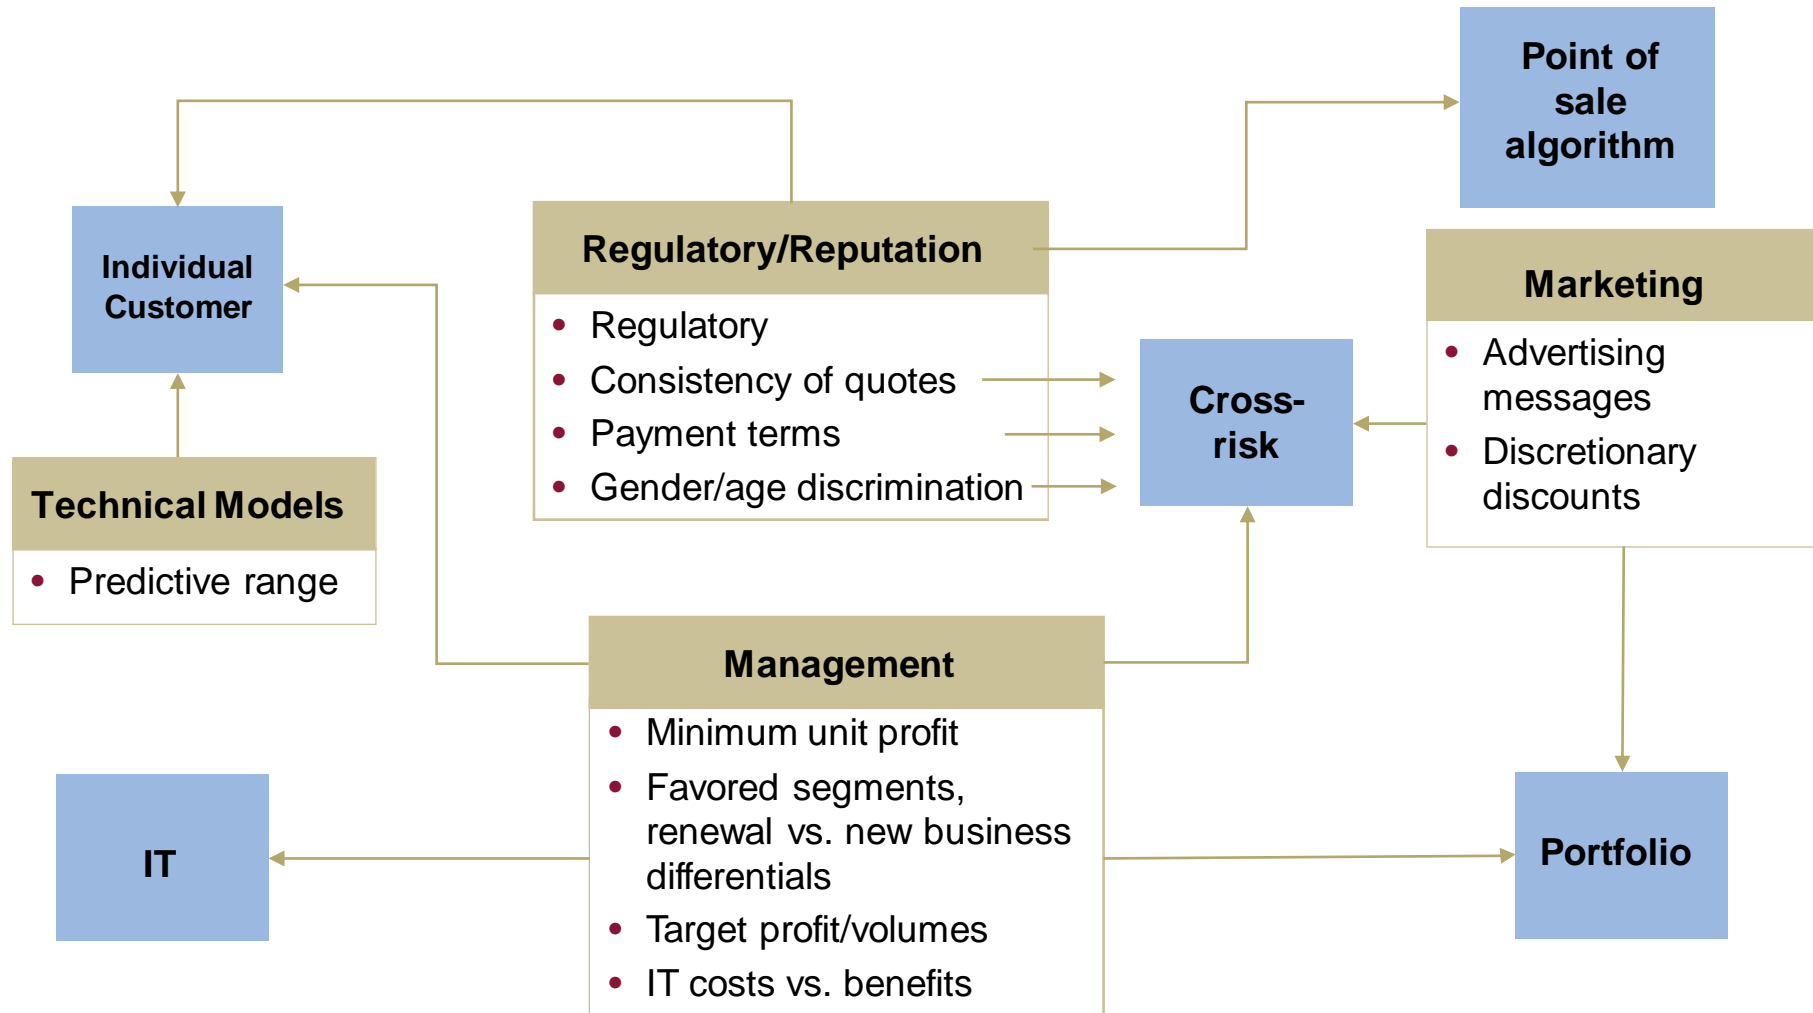 Point of
sale
algorithm
Individual
Customer
Regulatory/Reputation
• Regulatory
• Consistency of quotes
• Payment terms
• Gender/age discrimination
Cross-
risk
Marketing
• Advertising
messages
• Discretionary
discounts
Technical Models
• Predictive range
Management
• Minimum unit profit
• Favored segments,
renewal vs. new business
differentials
• Target profit/volumes
• IT costs vs. benefits
IT
Portfolio